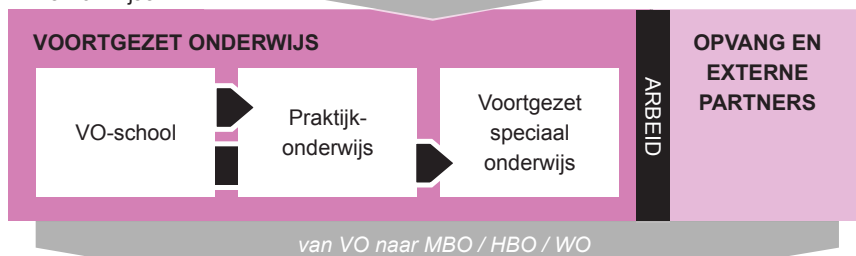 VOORTGEZET ONDERWIJS
VO-school
Praktijk-
onderwijs
Voortgezet
speciaal
onderwijs
ARBEID
OPVANG EN
EXTERNE
PARTNERS
van VO naar MBO / HBO / WO